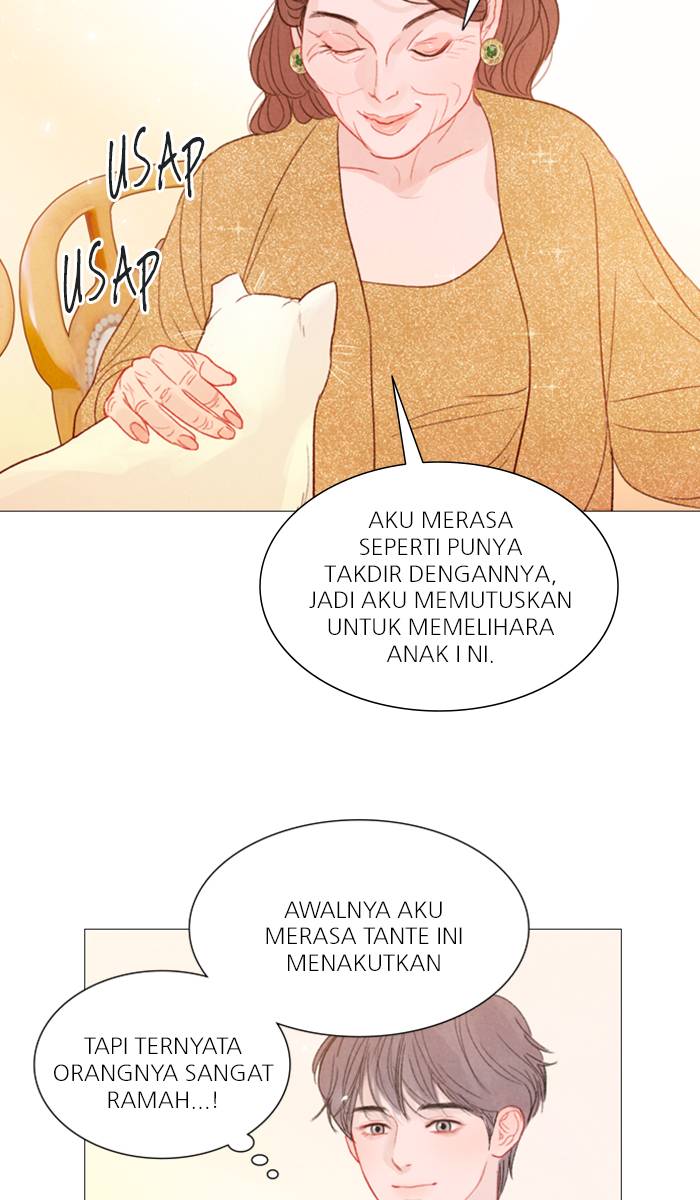 USAP
USAP
AKU MERASA
SEPERTI PUNYA
TAKDIR DENGANNYA,
JADI AKU MEMUTUSKAN
UNTUK MEMELIHARA
ANAK I NI.
AWALNYA AKU
MERASA TANTE INI
MENAKUTKAN
TAPI TERNYATA
ORANGNYA SANGAT
RAMAH...!